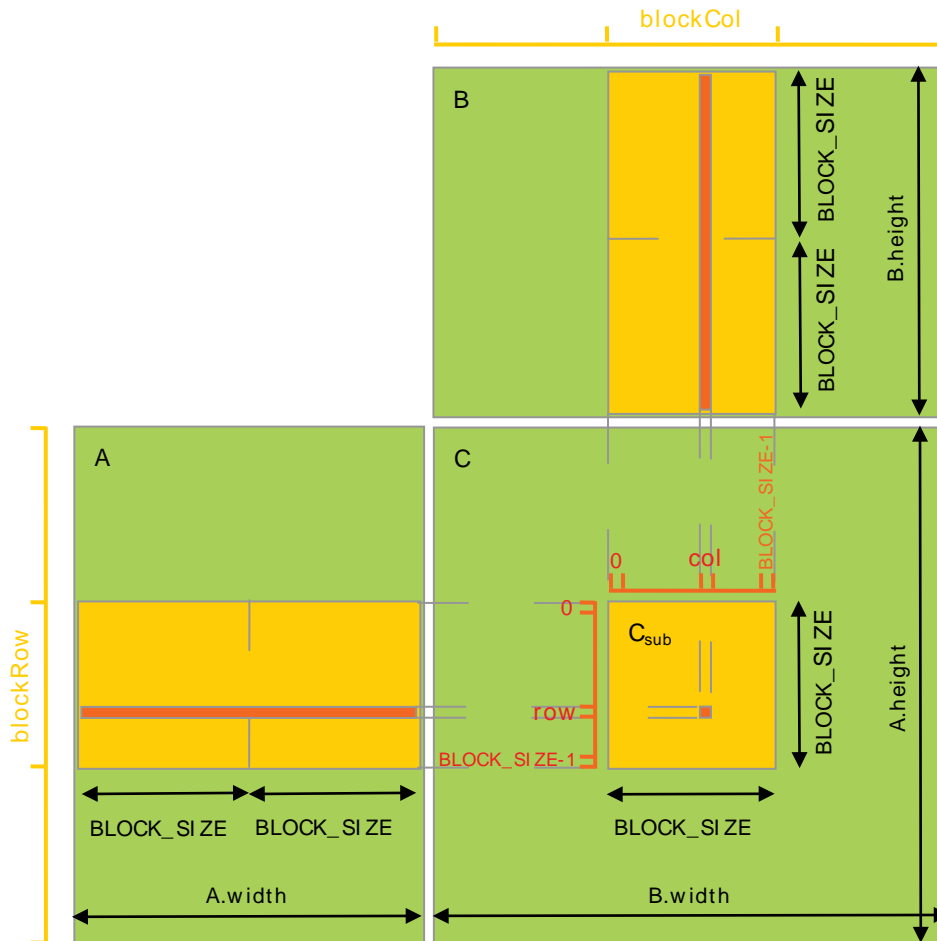 blockCol
B
BLOCK_SIZE
BLOCK_SIZE
B.height
blockRow
A
C
BLOCK_SIZE-1
0
col
0
row
BLOCK_SIZE-1
Csub
BLOCK_SIZE
A.height
BLOCK_SIZE
BLOCK_SIZE
BLOCK_SIZE
A.width
B.width